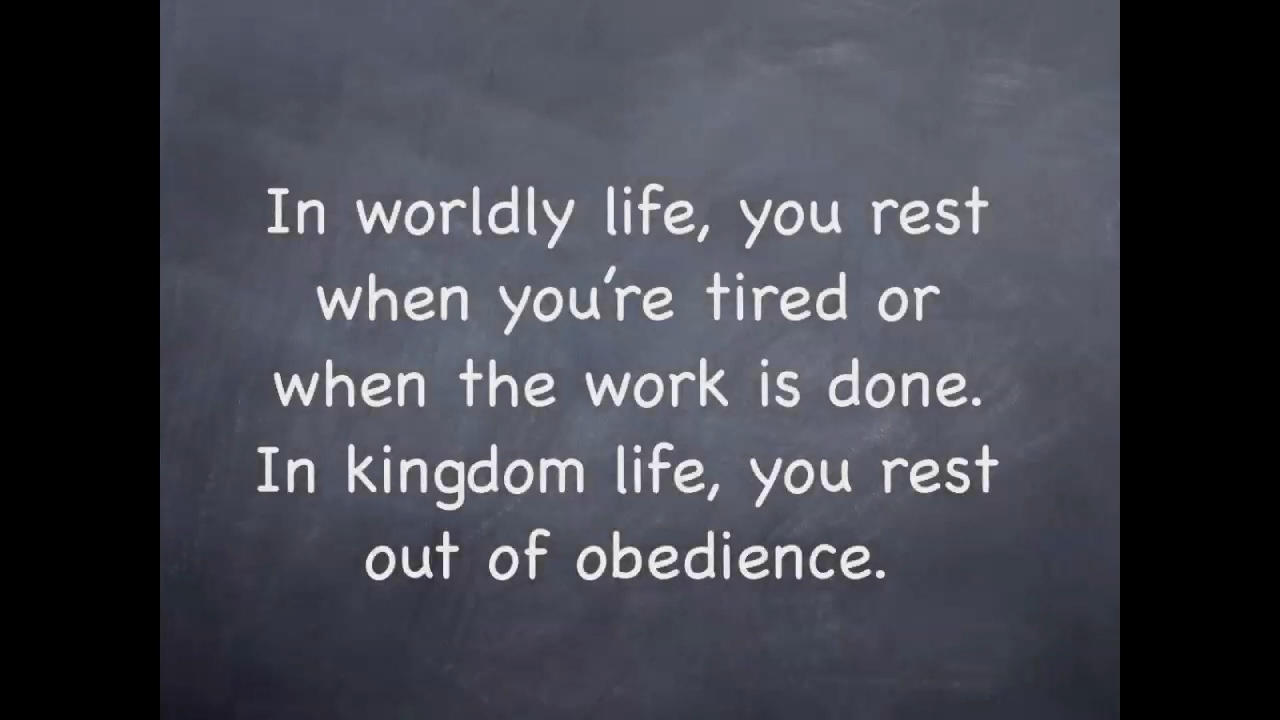 In worldly life, you rest
when you're tired or
when the work is done.
In kingdom life, you rest
out of obedience.